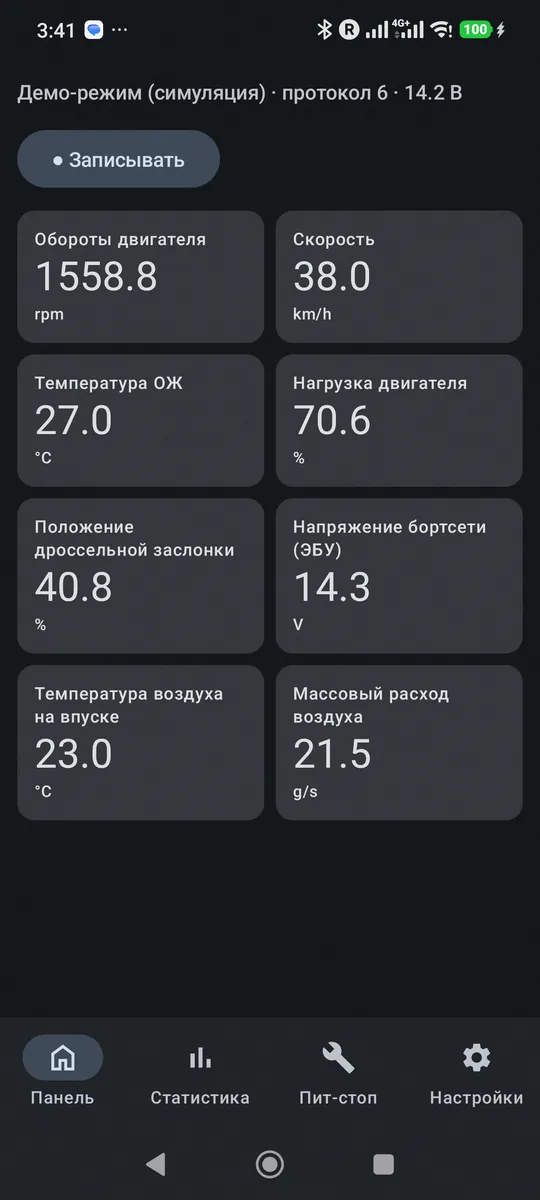 3:41 ··· R 4G+ 100
Демо-режим (симуляция) · протокол 6 · 14.2 В
● Записывать
Обороты двигателя
1558.8
rpm
Скорость
38.0
km/h
Температура ОЖ
27.0
°C
Нагрузка двигателя
70.6
%
Положение
дроссельной заслонки
40.8
%
Напряжение бортсети
(ЭБУ)
14.3
V
Температура воздуха
на впуске
23.0
°C
Массовый расход
воздуха
21.5
g/s
Панель
Статистика
Пит-стоп
Настройки